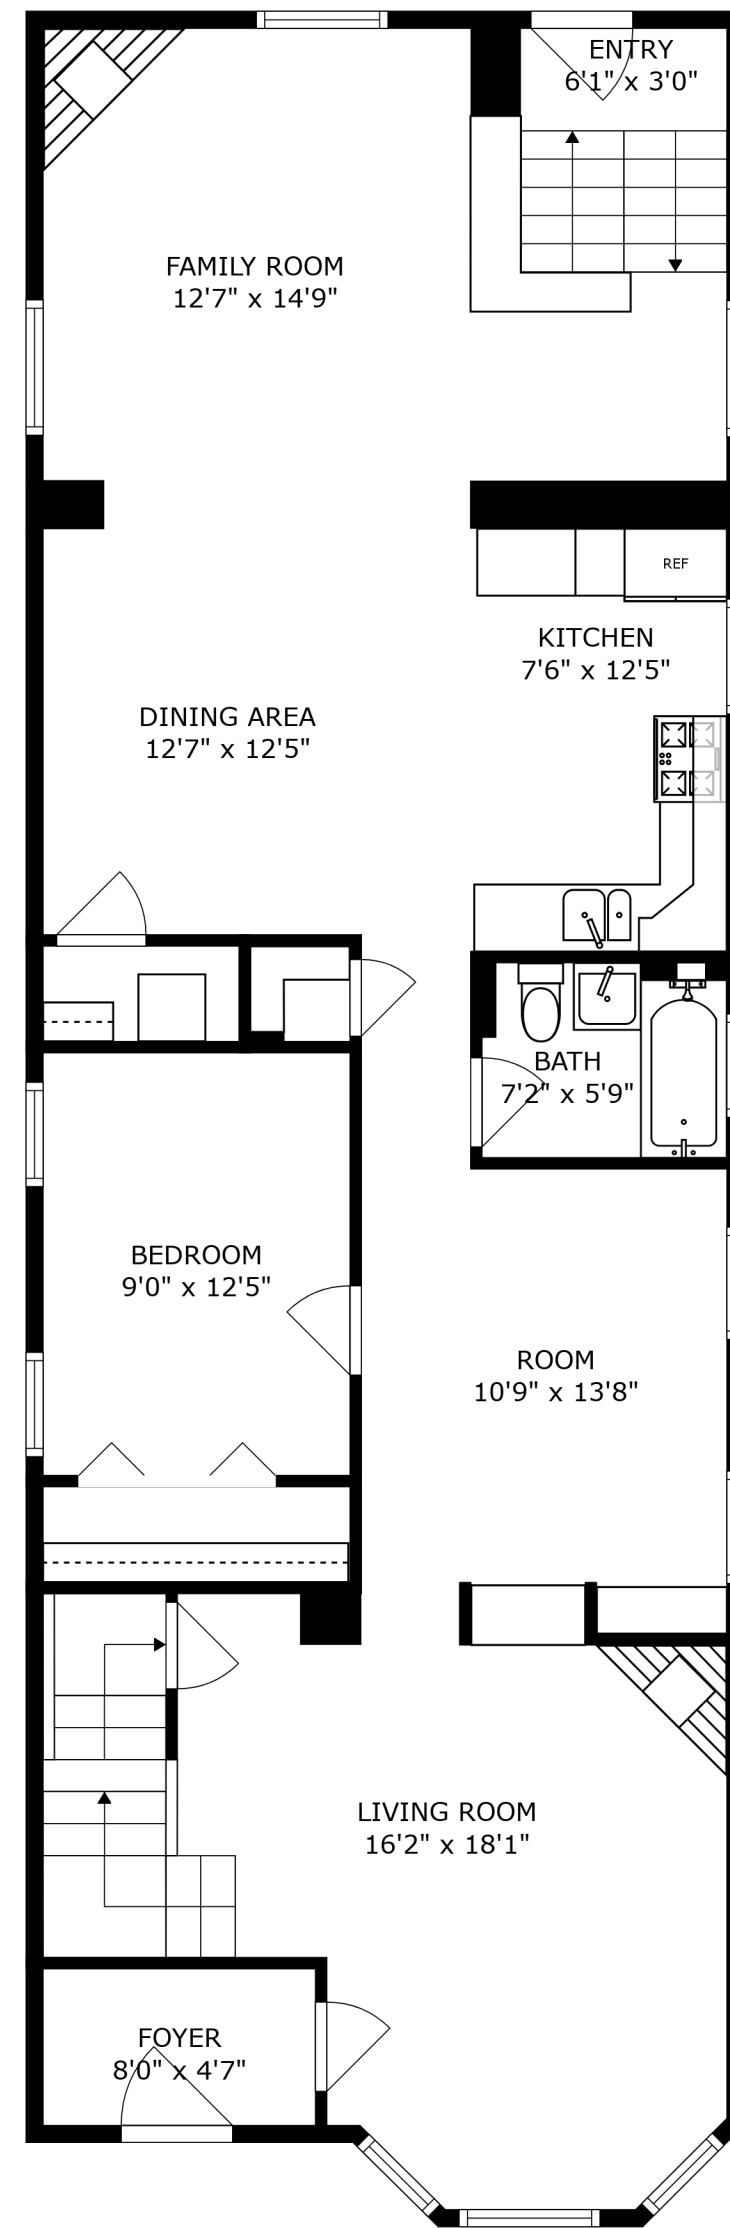 ENTRY
6'1" x 3'0"
FAMILY ROOM
12'7" x 14'9"
REF
KITCHEN
7'6" x 12'5"
DINING AREA
12'7" x 12'5"
BATH
7'2" x 5'9"
BEDROOM
9'0" x 12'5"
ROOM
10'9" x 13'8"
LIVING ROOM
16'2" x 18'1"
FOYER
8'0" x 4'7"